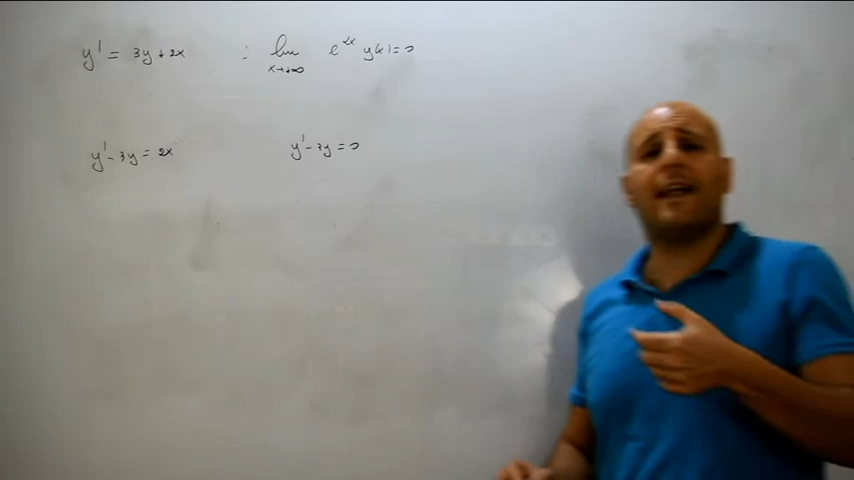 y' = 3y+2x : lim x→+∞ e^{2x} y(x)=0
y'-3y=2x y'-3y=0